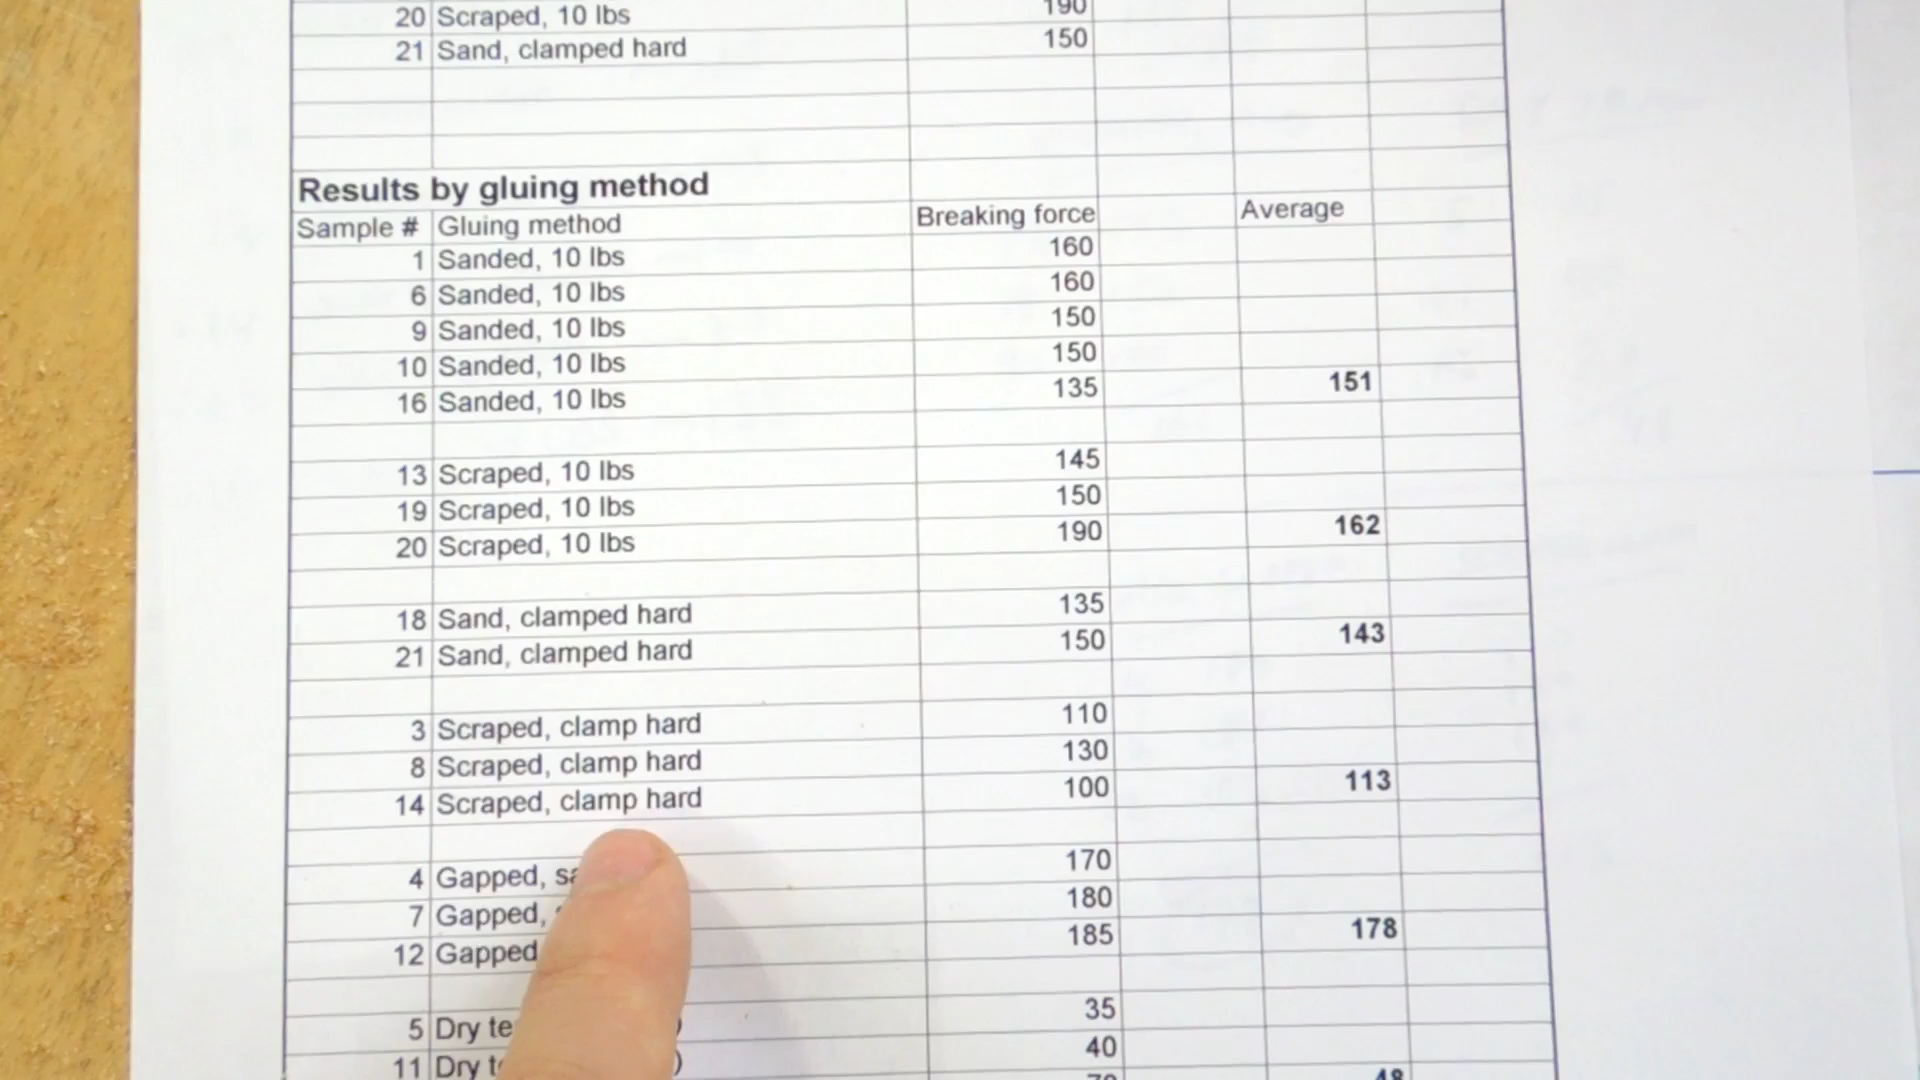 20 Scraped, 10 lbs 190
21 Sand, clamped hard 150
Results by gluing method
Sample # Gluing method Breaking force Average
1 Sanded, 10 lbs 160
6 Sanded, 10 lbs 160
9 Sanded, 10 lbs 150
10 Sanded, 10 lbs 150
16 Sanded, 10 lbs 135 151
13 Scraped, 10 lbs 145
19 Scraped, 10 lbs 150
20 Scraped, 10 lbs 190 162
18 Sand, clamped hard 135
21 Sand, clamped hard 150 143
3 Scraped, clamp hard 110
8 Scraped, clamp hard 130
14 Scraped, clamp hard 100 113
4 Gapped, 170
7 Gapped, 180
12 Gapped 185 178
5 Dry 35
11 Dry 40
48